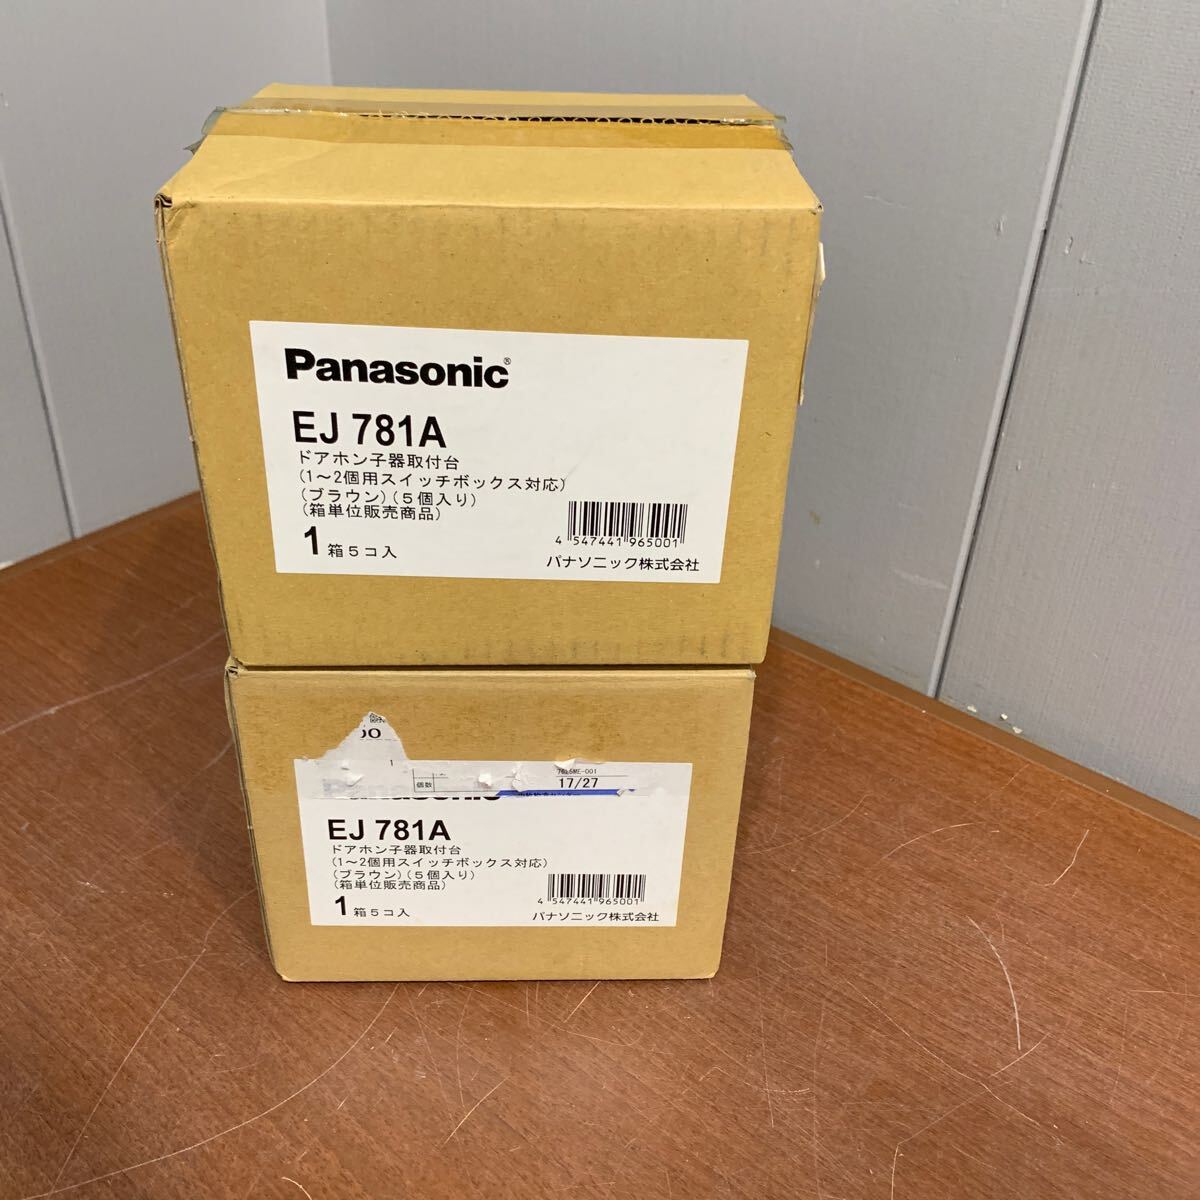 Panasonic®
EJ 781A
ドアホン子器取付台
(1～2個用スイッチボックス対応)
(ブラウン)(5個入り)
(箱単位販売商品)
1箱5コ入
4 547441 965001
パナソニック株式会社
1
個数
17/27
Panasonic
EJ 781A
ドアホン子器取付台
(1～2個用スイッチボックス対応)
(ブラウン)(5個入り)
(箱単位販売商品)
1箱5コ入
4 547441 965001
パナソニック株式会社